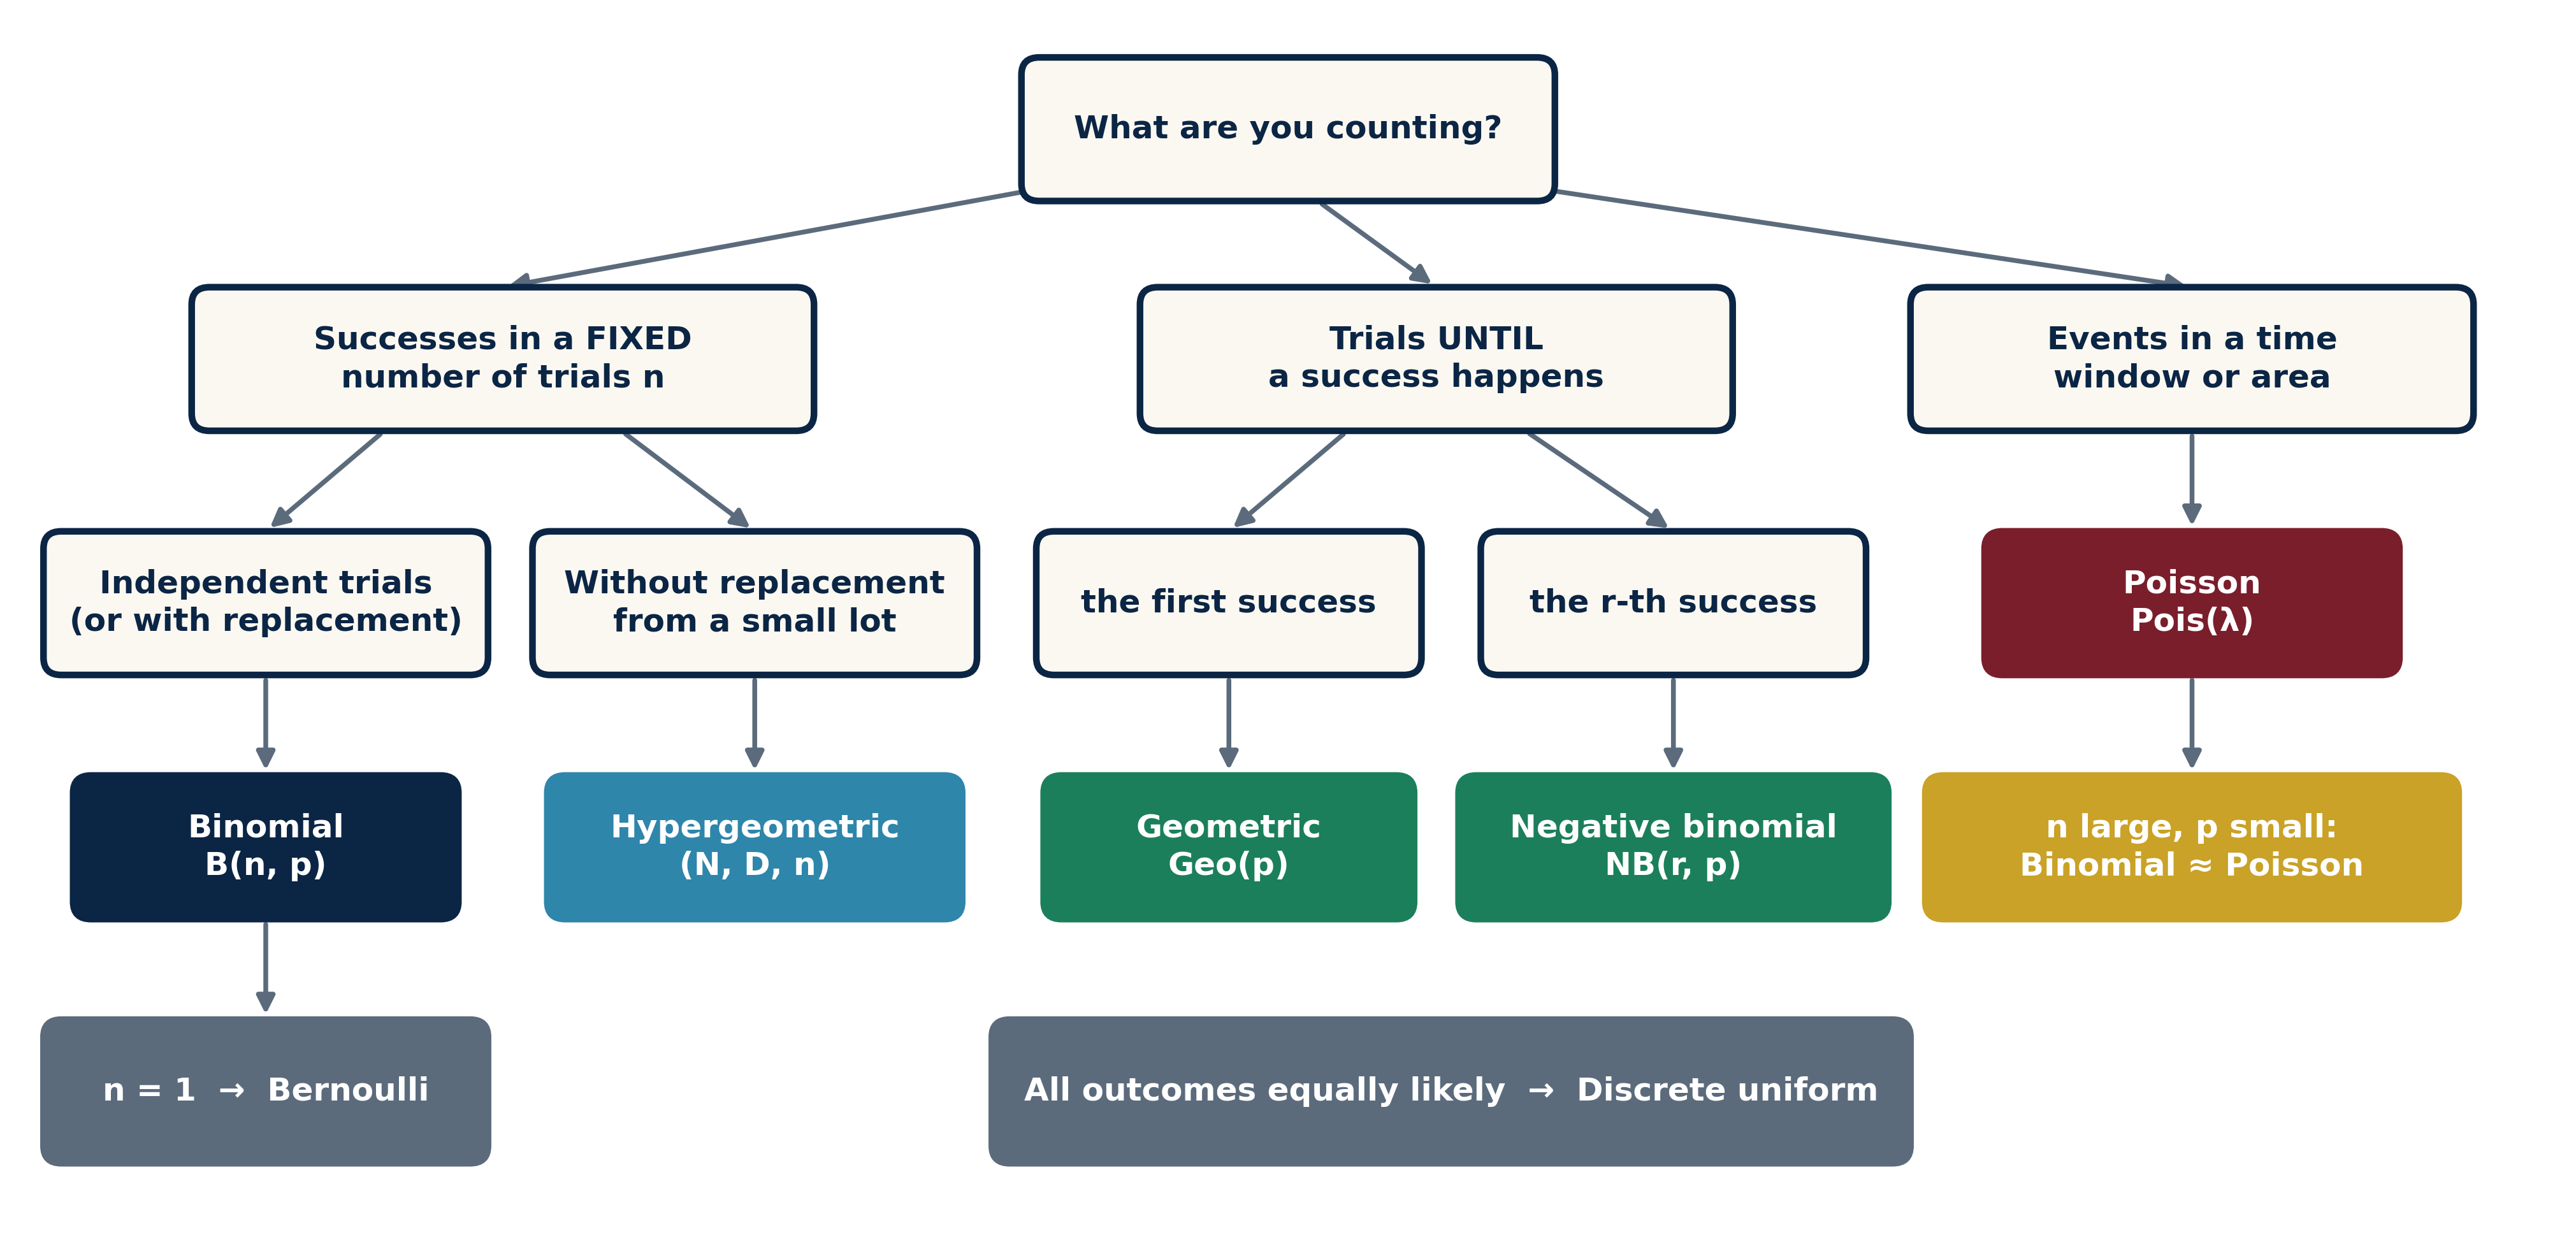 What are you counting?
Successes in a FIXED
number of trials n
Trials UNTIL
a success happens
Events in a time
window or area
Independent trials
(or with replacement)
Without replacement
from a small lot
the first success
the r-th success
Poisson
Pois(λ)
Binomial
B(n, p)
Hypergeometric
(N, D, n)
Geometric
Geo(p)
Negative binomial
NB(r, p)
n large, p small:
Binomial ≈ Poisson
n = 1 → Bernoulli
All outcomes equally likely → Discrete uniform